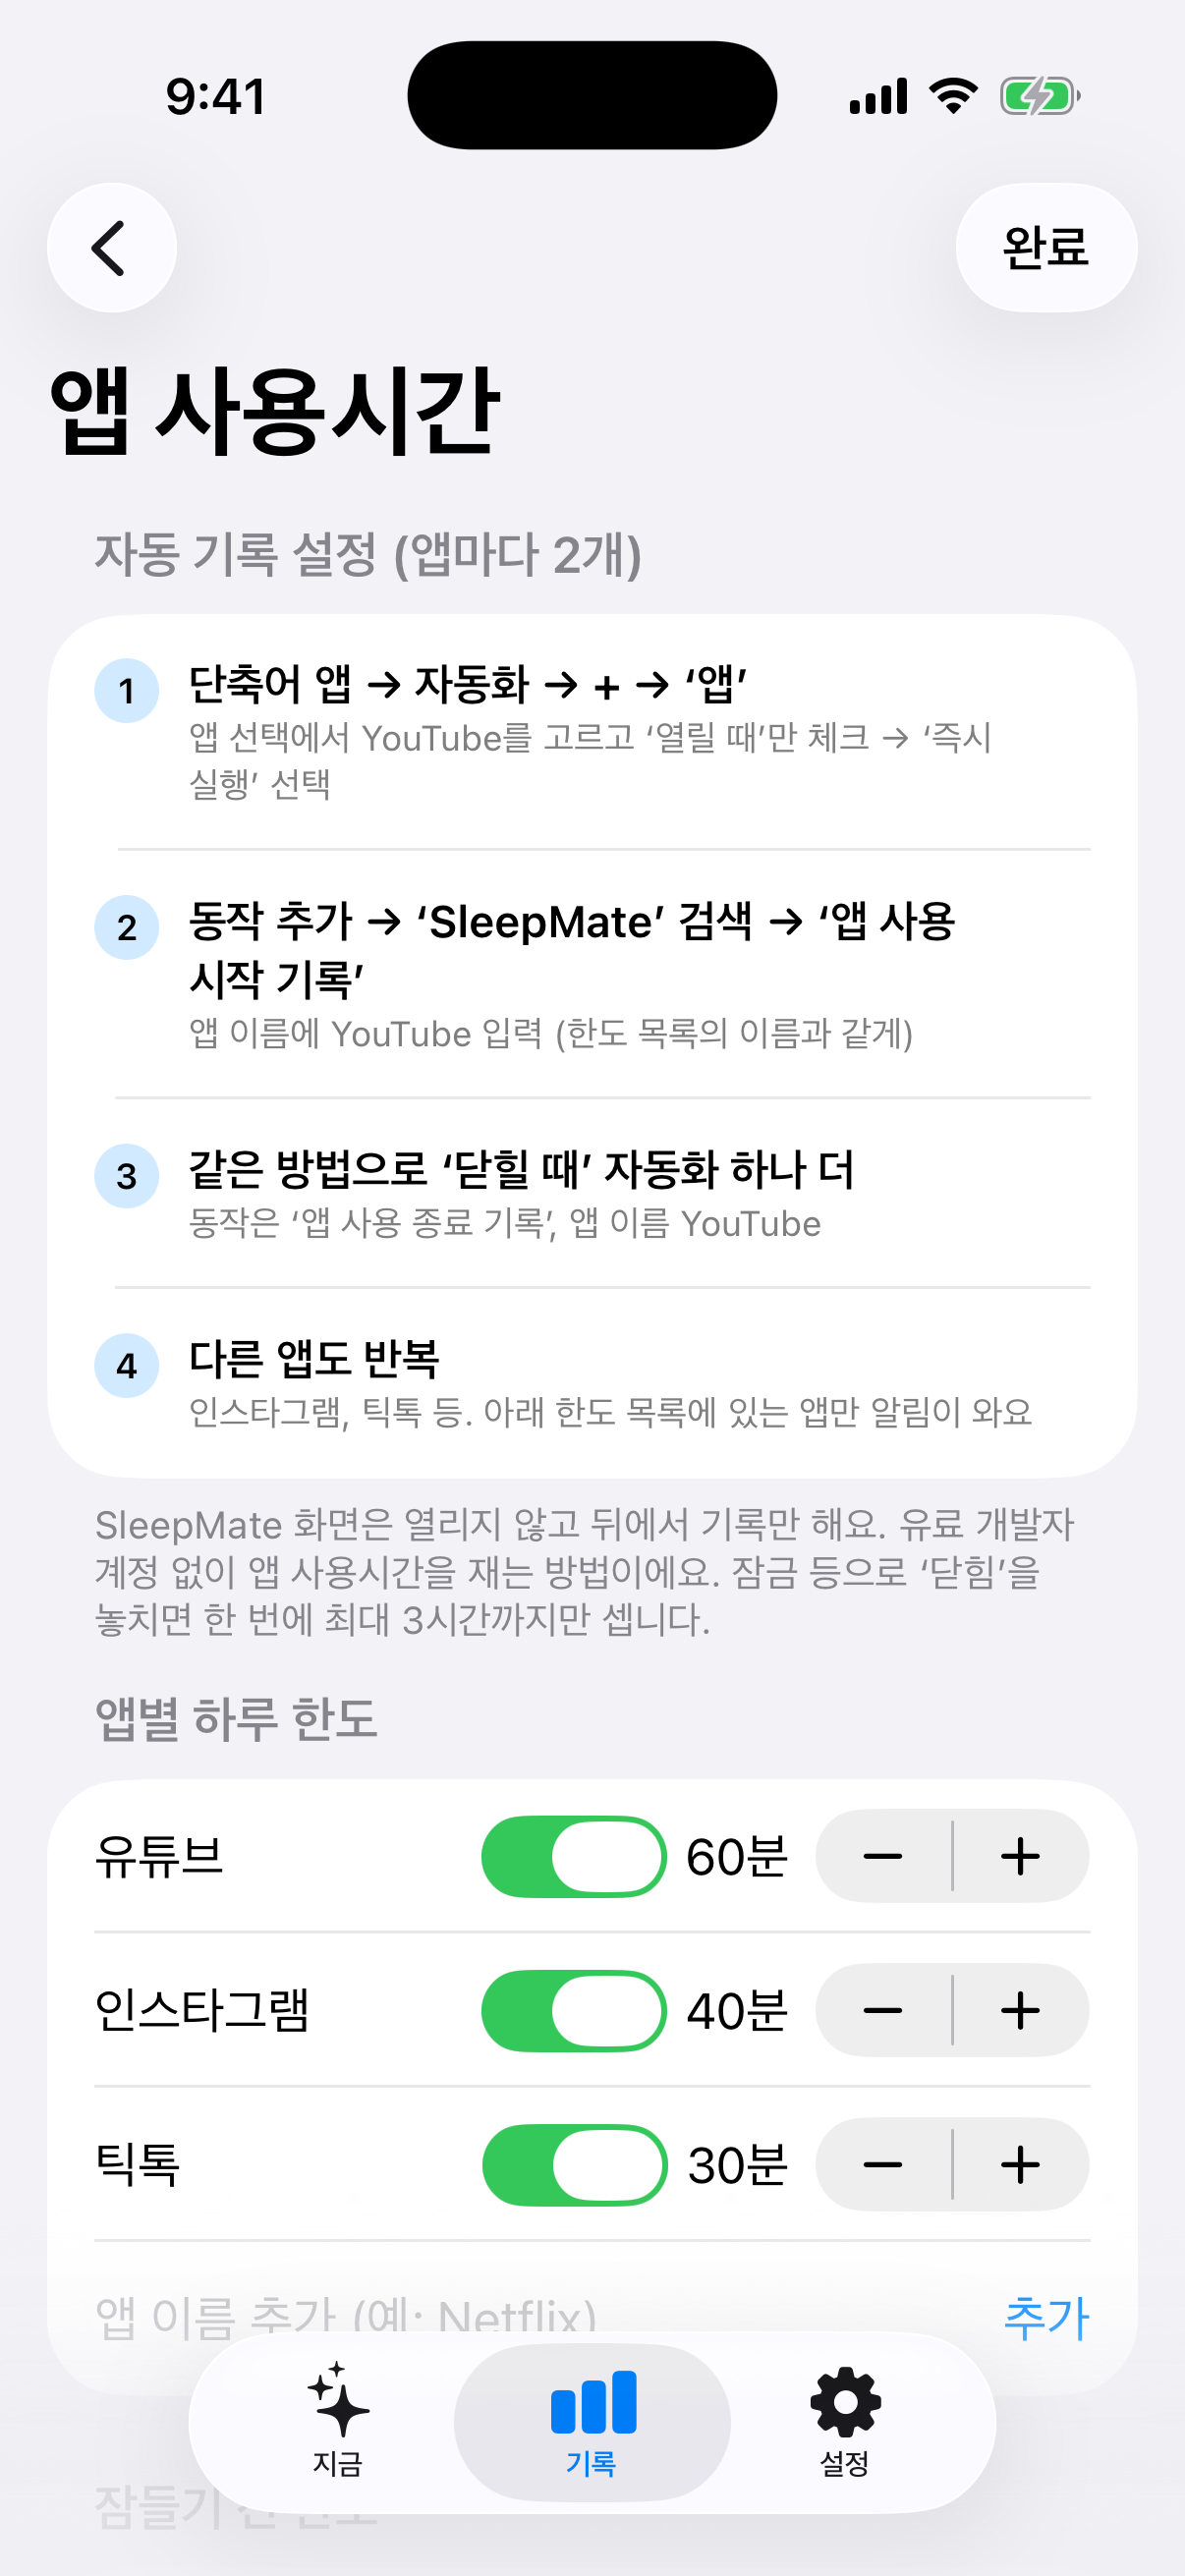 9:41
완료
앱 사용시간
자동 기록 설정 (앱마다 2개)
1
단축어 앱 → 자동화 → + → ‘앱’
앱 선택에서 YouTube를 고르고 ‘열릴 때’만 체크 → ‘즉시
실행’ 선택
2
동작 추가 → ‘SleepMate’ 검색 → ‘앱 사용
시작 기록’
앱 이름에 YouTube 입력 (한도 목록의 이름과 같게)
3
같은 방법으로 ‘닫힐 때’ 자동화 하나 더
동작은 ‘앱 사용 종료 기록’, 앱 이름 YouTube
4
다른 앱도 반복
인스타그램, 틱톡 등. 아래 한도 목록에 있는 앱만 알림이 와요
SleepMate 화면은 열리지 않고 뒤에서 기록만 해요. 유료 개발자
계정 없이 앱 사용시간을 재는 방법이에요. 잠금 등으로 ‘닫힘’을
놓치면 한 번에 최대 3시간까지만 셉니다.
앱별 하루 한도
유튜브 60분
인스타그램 40분
틱톡 30분
앱 이름 추가 (예: Netflix) 추가
잠들기 전 한도
지금 기록 설정